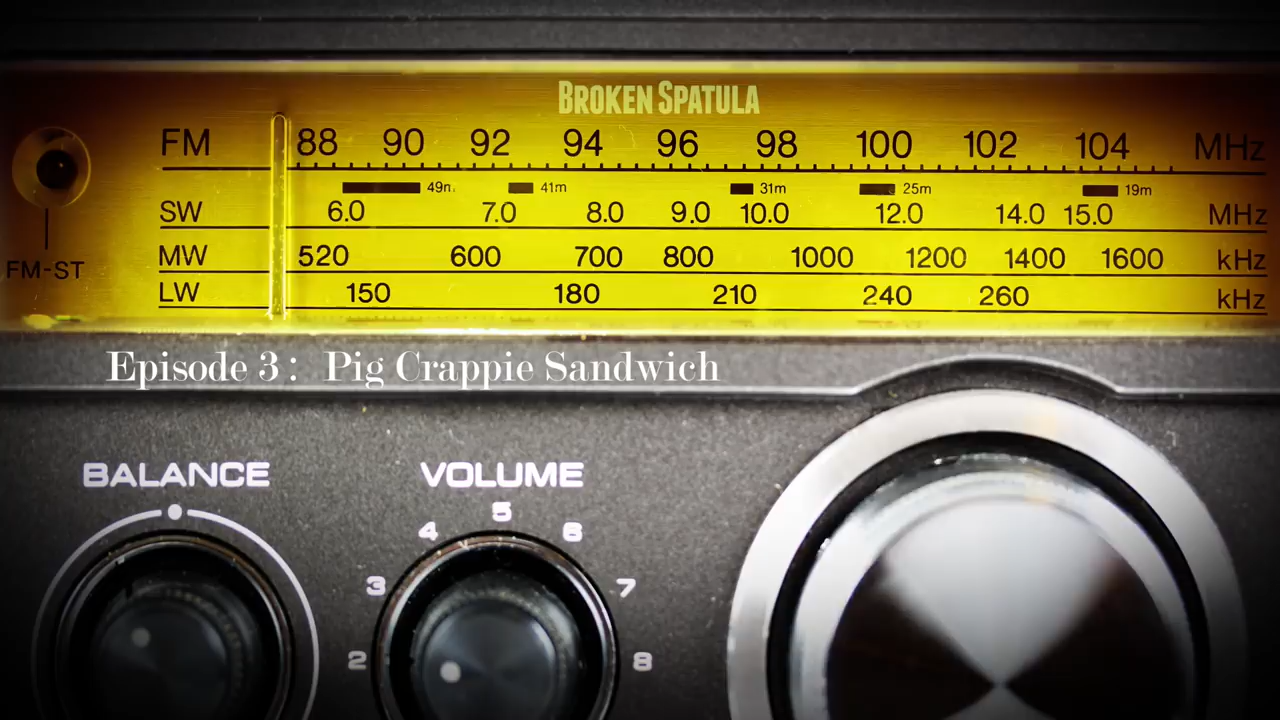 BROKEN SPATULA
FM 88 90 92 94 96 98 100 102 104 MHz
49m 41m 31m 25m 19m
SW 6.0 7.0 8.0 9.0 10.0 12.0 14.0 15.0 MHz
MW 520 600 700 800 1000 1200 1400 1600 kHz
LW 150 180 210 240 260 kHz
FM-ST
Episode 3: Pig Crappie Sandwich
BALANCE VOLUME
2 3 4 5 6 7 8